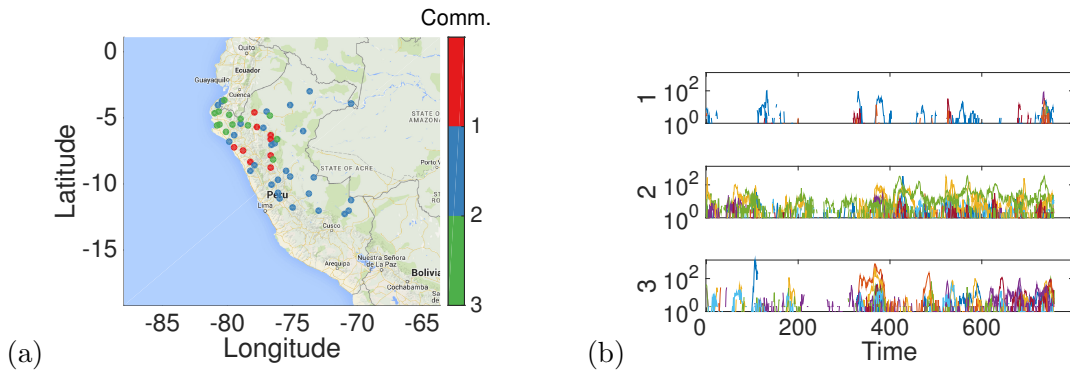 Comm.
0
-5
-10
-15
Latitude
-85
-80
-75
-70
-65
Longitude
1
2
3
Quito
Ecuador
Guayaquil
Cuenca
STATE OF
AMAZONA
STATE OF ACRE
Porto V
Peru
Lima
Cusco
Arequipa
Nuestra Señora
de La Paz
Bolivia
Cochabamba
(a)
1
10²
10⁰
2
10²
10⁰
3
10²
10⁰
0
200
400
600
Time
(b)